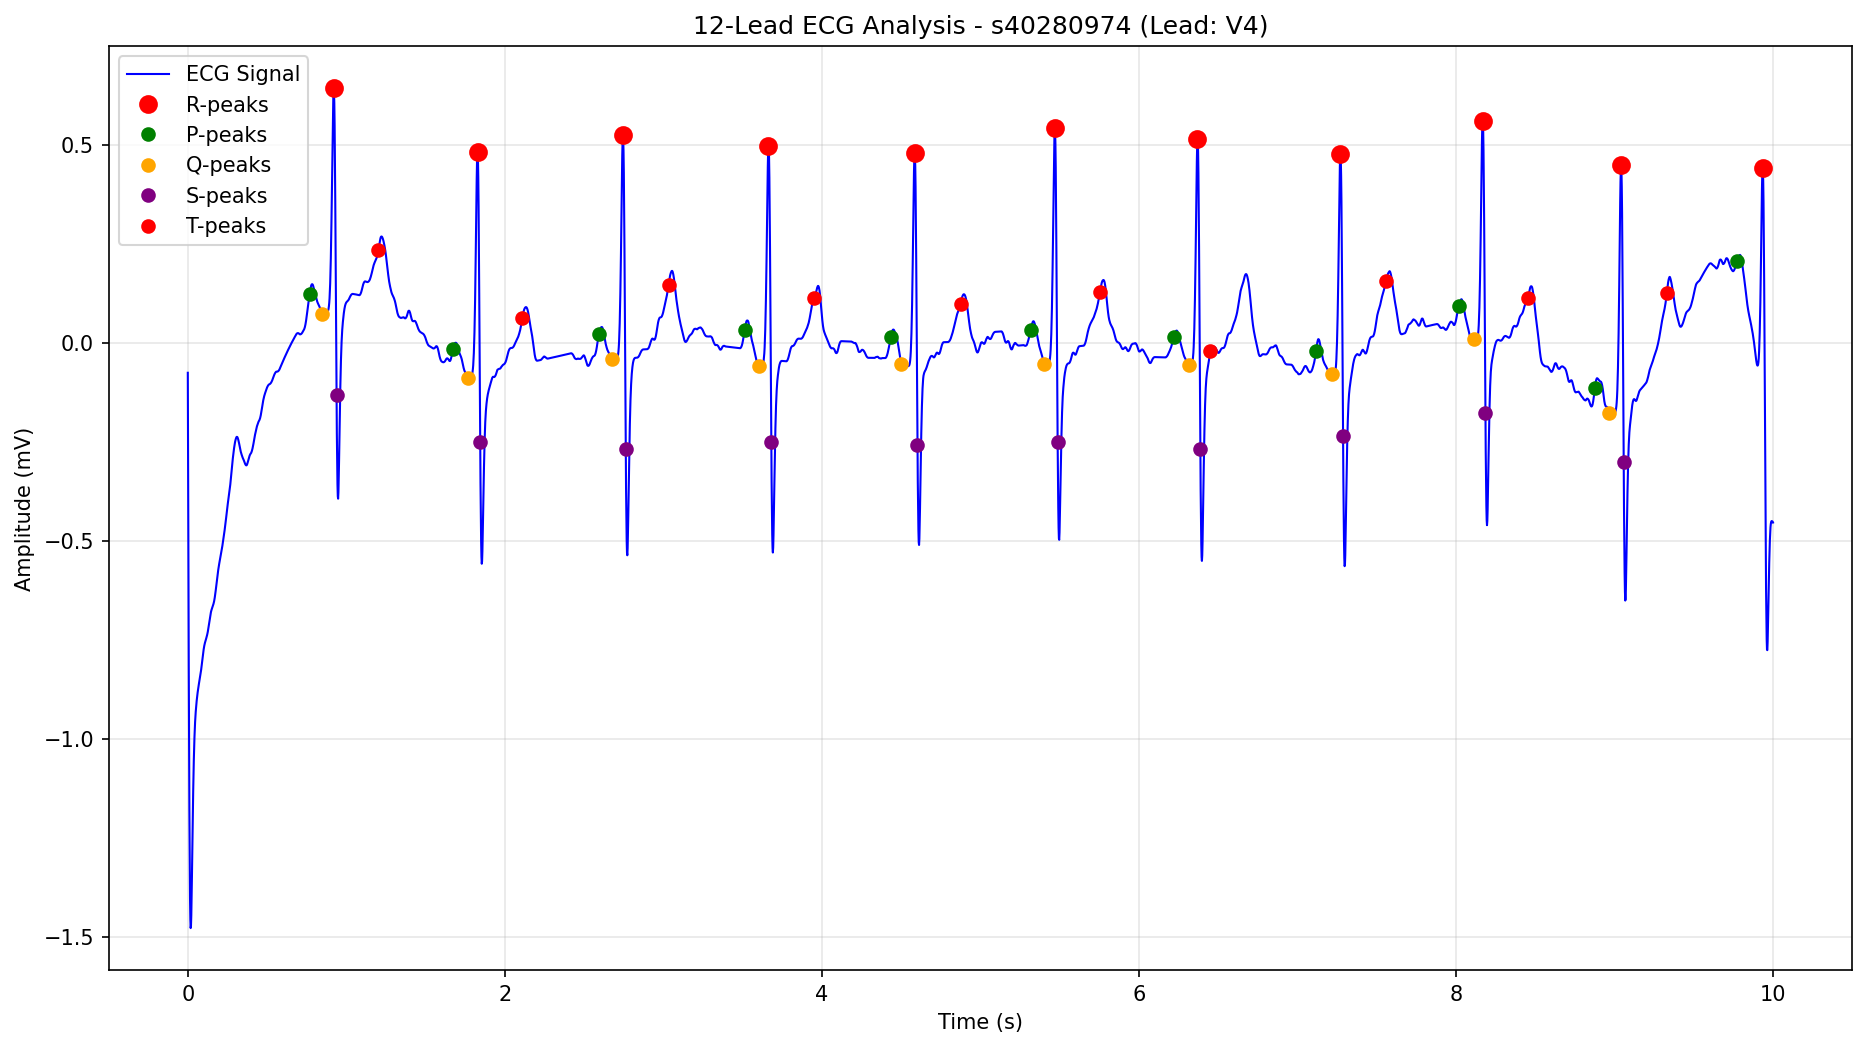 12-Lead ECG Analysis - s40280974 (Lead: V4)
ECG Signal
R-peaks
P-peaks
Q-peaks
S-peaks
T-peaks
Amplitude (mV)
0.5
0.0
−0.5
−1.0
−1.5
0 2 4 6 8 10
Time (s)